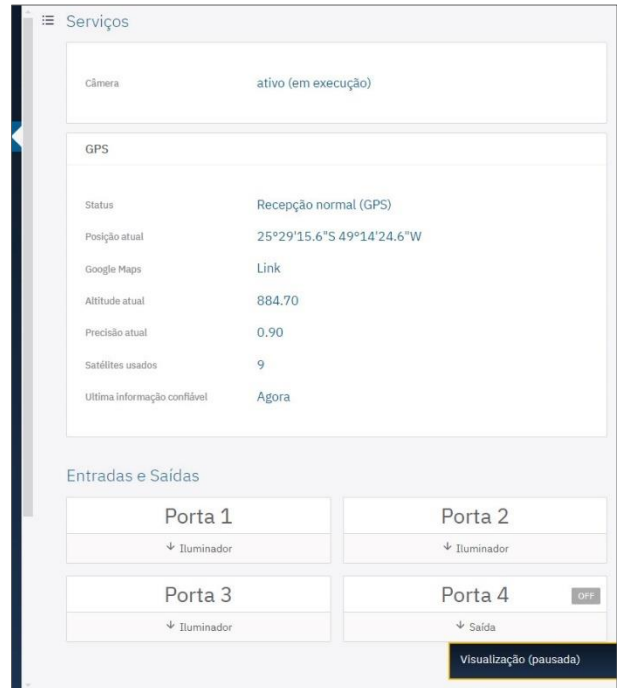 Serviços
Câmera ativo (em execução)
GPS
Status Recepção normal (GPS)
Posição atual 25°29'15.6"S 49°14'24.6"W
Google Maps Link
Altitude atual 884.70
Precisão atual 0.90
Satélites usados 9
Ultima informação confiável Agora
Entradas e Saídas
Porta 1 Porta 2
Iluminador Iluminador
Porta 3 Porta 4 OFF
Iluminador Saída
Visualização (pausada)